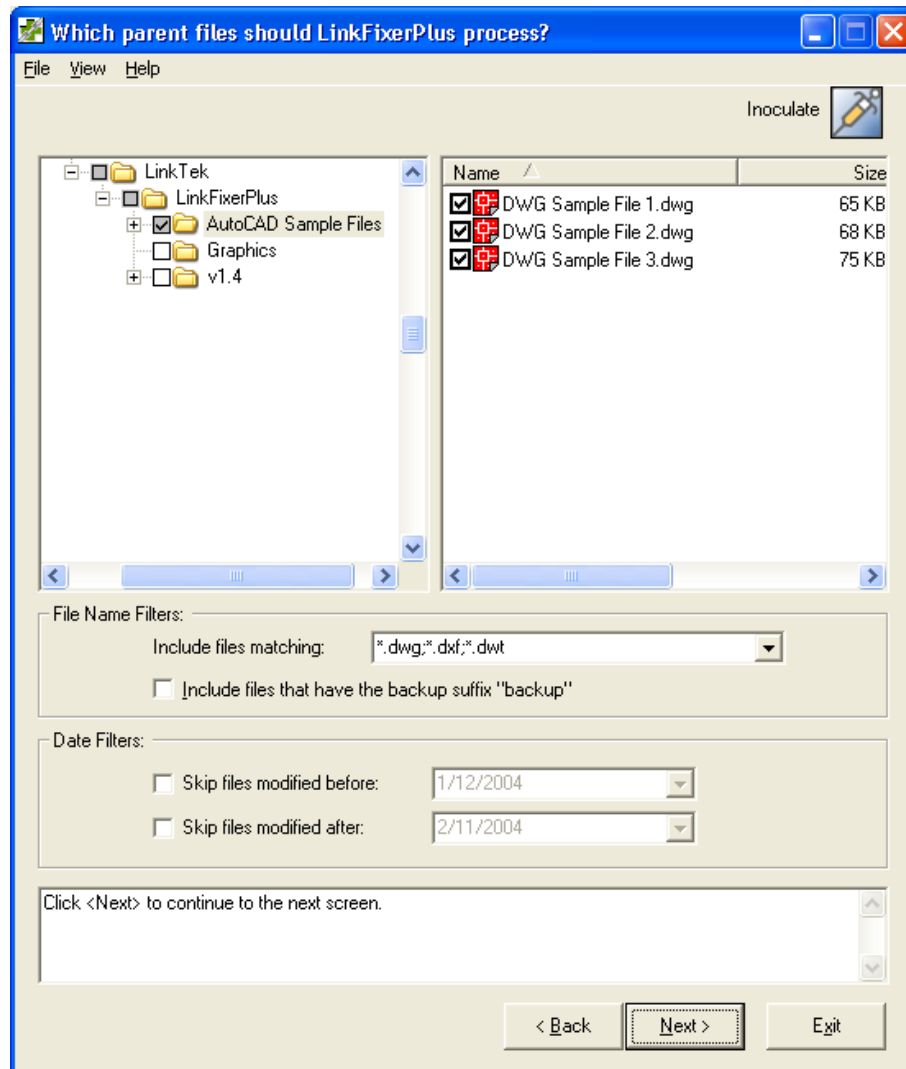 Which parent files should LinkFixerPlus process?
File View Help
Inoculate
LinkTek
LinkFixerPlus
AutoCAD Sample Files
Graphics
v1.4
Name Size
DWG Sample File 1.dwg 65 KB
DWG Sample File 2.dwg 68 KB
DWG Sample File 3.dwg 75 KB
File Name Filters:
Include files matching: *.dwg;*.dxf;*.dwt
Include files that have the backup suffix "backup"
Date Filters:
Skip files modified before: 1/12/2004
Skip files modified after: 2/11/2004
Click <Next> to continue to the next screen.
< Back Next > Exit